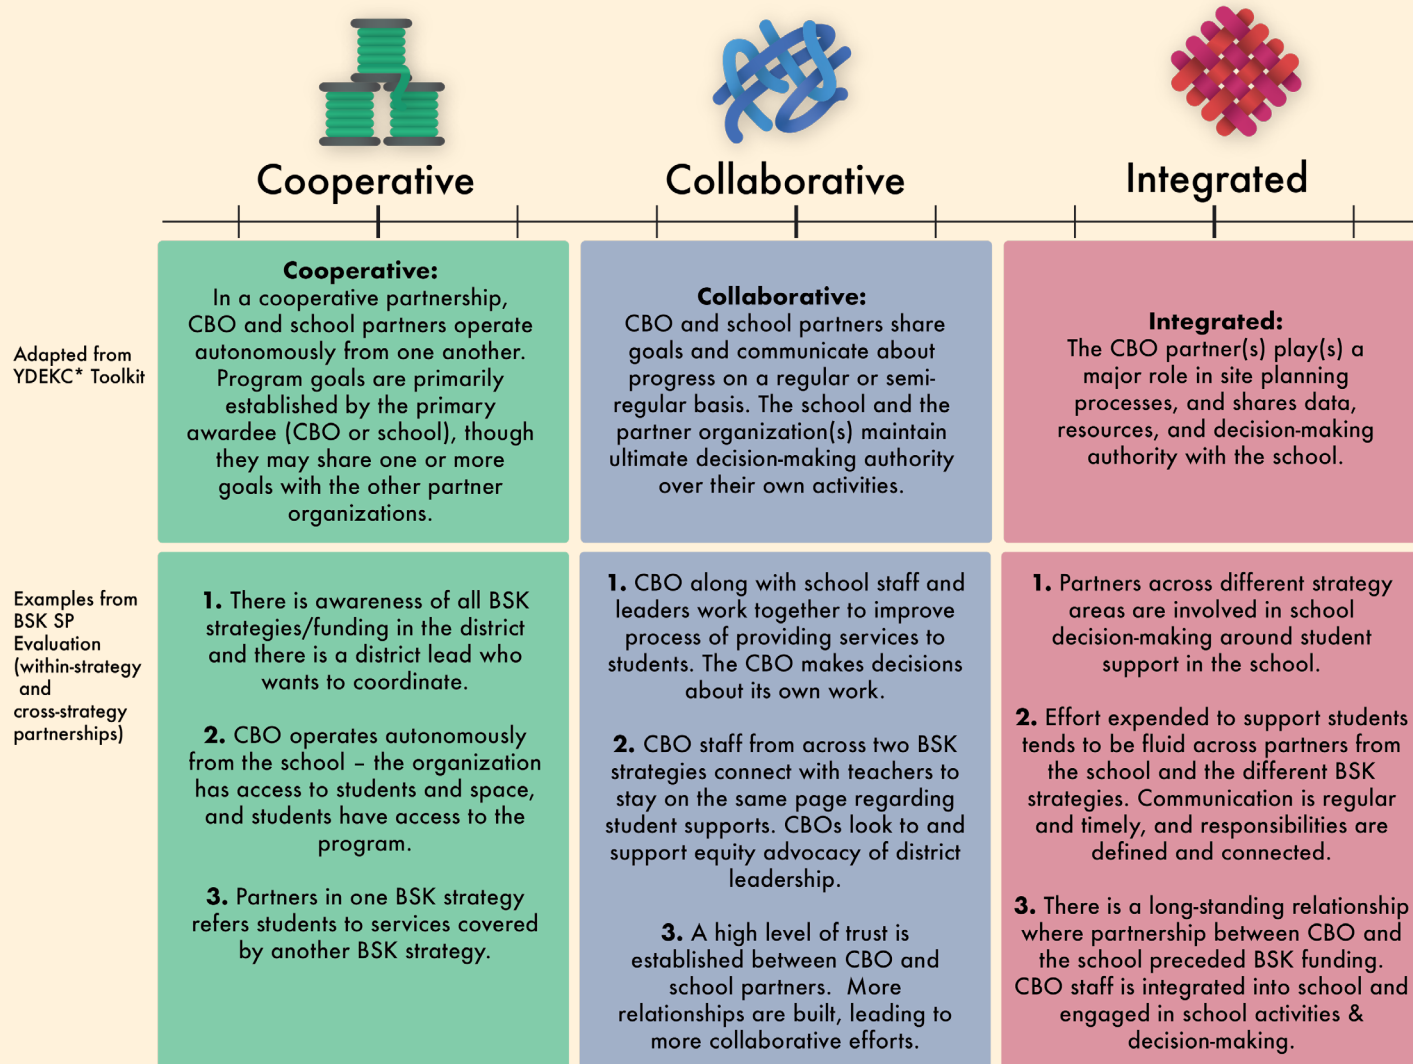 Cooperative
Collaborative
Integrated
Adapted from
YDEKC* Toolkit
Cooperative:
In a cooperative partnership,
CBO and school partners operate
autonomously from one another.
Program goals are primarily
established by the primary
awardee (CBO or school), though
they may share one or more
goals with the other partner
organizations.
Collaborative:
CBO and school partners share
goals and communicate about
progress on a regular or semi-
regular basis. The school and the
partner organization(s) maintain
ultimate decision-making authority
over their own activities.
Integrated:
The CBO partner(s) play(s) a
major role in site planning
processes, and shares data,
resources, and decision-making
authority with the school.
Examples from
BSK SP
Evaluation
(within-strategy
and
cross-strategy
partnerships)
1. There is awareness of all BSK
strategies/funding in the district
and there is a district lead who
wants to coordinate.
2. CBO operates autonomously
from the school – the organization
has access to students and space,
and students have access to the
program.
3. Partners in one BSK strategy
refers students to services covered
by another BSK strategy.
1. CBO along with school staff and
leaders work together to improve
process of providing services to
students. The CBO makes decisions
about its own work.
2. CBO staff from across two BSK
strategies connect with teachers to
stay on the same page regarding
student supports. CBOs look to and
support equity advocacy of district
leadership.
3. A high level of trust is
established between CBO and
school partners.  More
relationships are built, leading to
more collaborative efforts.
1. Partners across different strategy
areas are involved in school
decision-making around student
support in the school.
2. Effort expended to support students
tends to be fluid across partners from
the school and the different BSK
strategies. Communication is regular
and timely, and responsibilities are
defined and connected.
3. There is a long-standing relationship
where partnership between CBO and
the school preceded BSK funding.
CBO staff is integrated into school and
engaged in school activities &
decision-making.